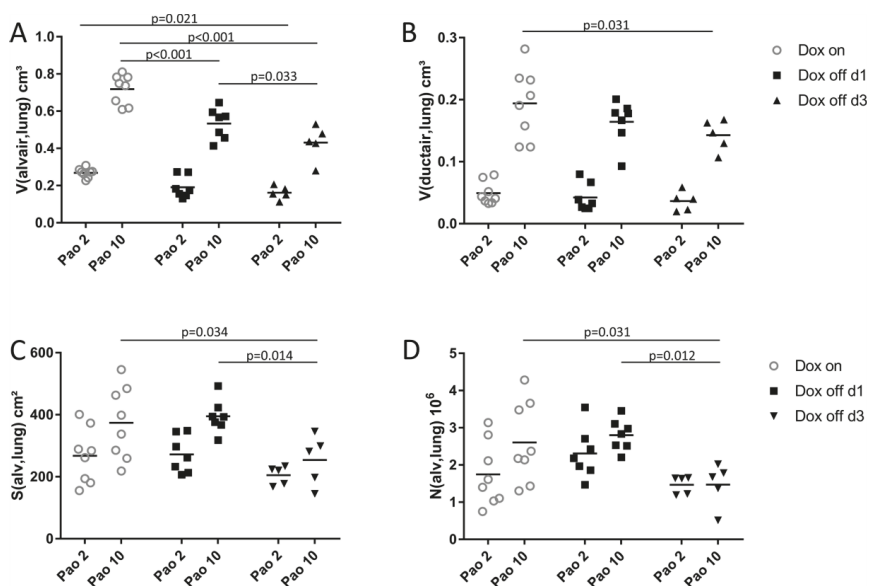 A
p=0.021
p<0.001
p<0.001
p=0.033
V(alvair,lung) cm³
1.0
0.8
0.6
0.4
0.2
0.0
Pao 2
Pao 10
Pao 2
Pao 10
Pao 2
Pao 10
B
p=0.031
V(ductair,lung) cm³
0.3
0.2
0.1
0.0
Pao 2
Pao 10
Pao 2
Pao 10
Pao 2
Pao 10
Dox on
Dox off d1
Dox off d3
C
p=0.034
p=0.014
S(alv,lung) cm²
600
400
200
0
Pao 2
Pao 10
Pao 2
Pao 10
Pao 2
Pao 10
D
p=0.031
p=0.012
N(alv,lung) 10⁶
5
4
3
2
1
0
Pao 2
Pao 10
Pao 2
Pao 10
Pao 2
Pao 10
Dox on
Dox off d1
Dox off d3